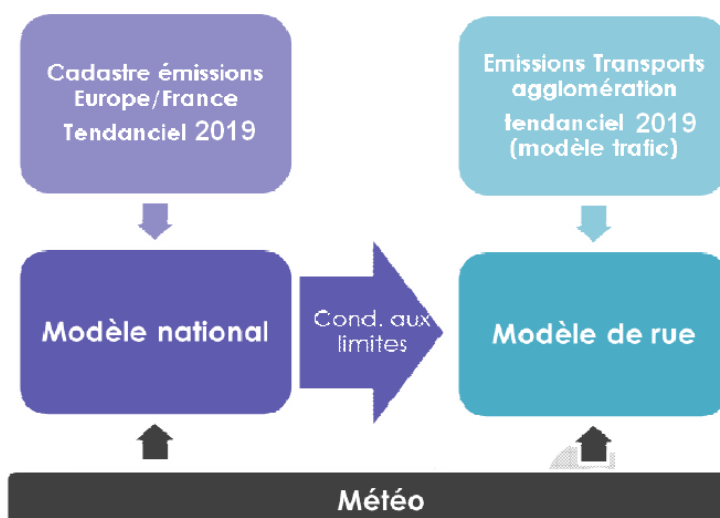 Cadastre émissions
Europe/France
Tendanciel 2019
Emissions Transports
agglomération
tendanciel 2019
(modèle trafic)
Modèle national
Cond. aux
limites
Modèle de rue
Météo